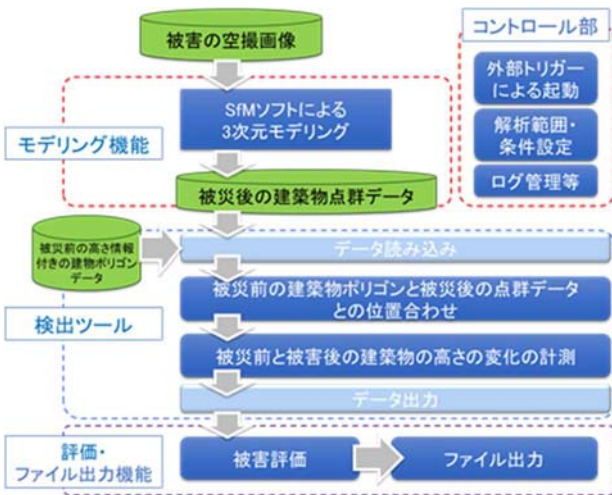 被害の空撮画像
コントロール部
外部トリガー
による起動
解析範囲・
条件設定
ログ管理等
モデリング機能
SfMソフトによる
3次元モデリング
被災後の建築物点群データ
被災前の高さ情報
付きの建物ポリゴン
データ
データ読み込み
検出ツール
被災前の建築物ポリゴンと被災後の点群データ
との位置合わせ
被災前と被害後の建築物の高さの変化の計測
データ出力
評価・
ファイル出力機能
被害評価
ファイル出力